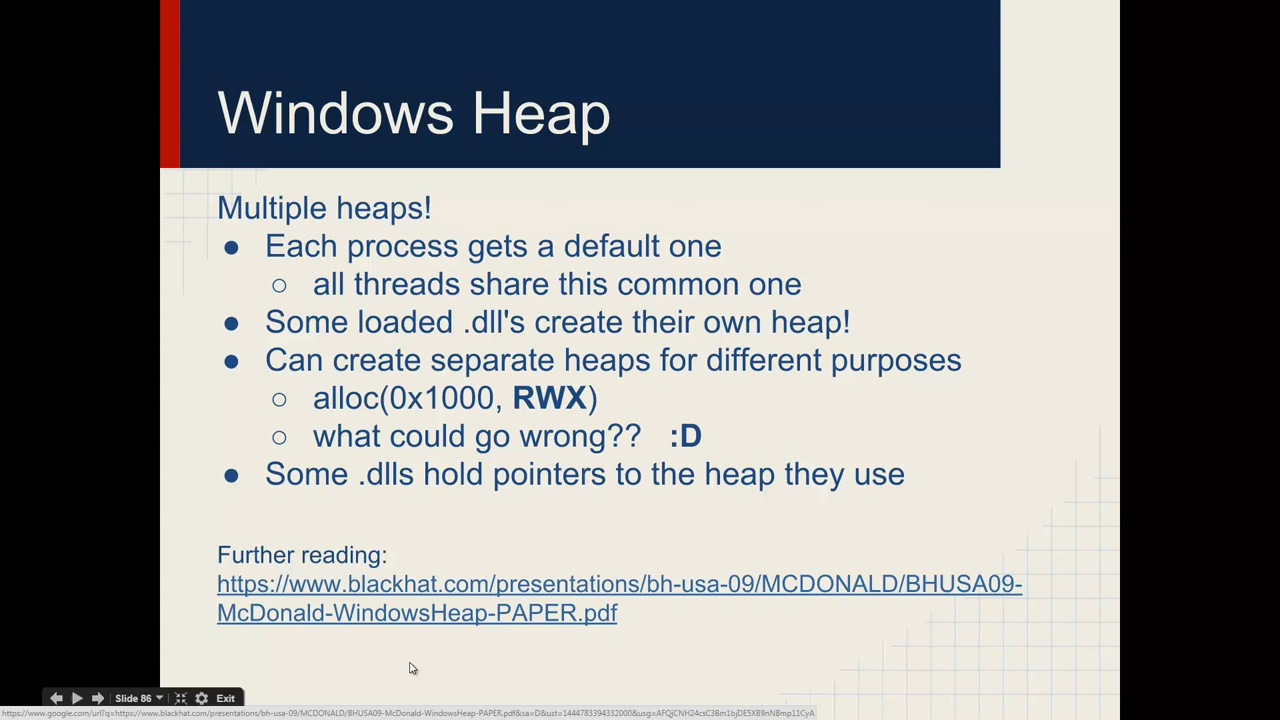 Windows Heap
Multiple heaps!
● Each process gets a default one
○ all threads share this common one
● Some loaded .dll's create their own heap!
● Can create separate heaps for different purposes
○ alloc(0x1000, RWX)
○ what could go wrong?? :D
● Some .dlls hold pointers to the heap they use
Further reading:
https://www.blackhat.com/presentations/bh-usa-09/MCDONALD/BHUSA09-
McDonald-WindowsHeap-PAPER.pdf
Slide 86 Exit